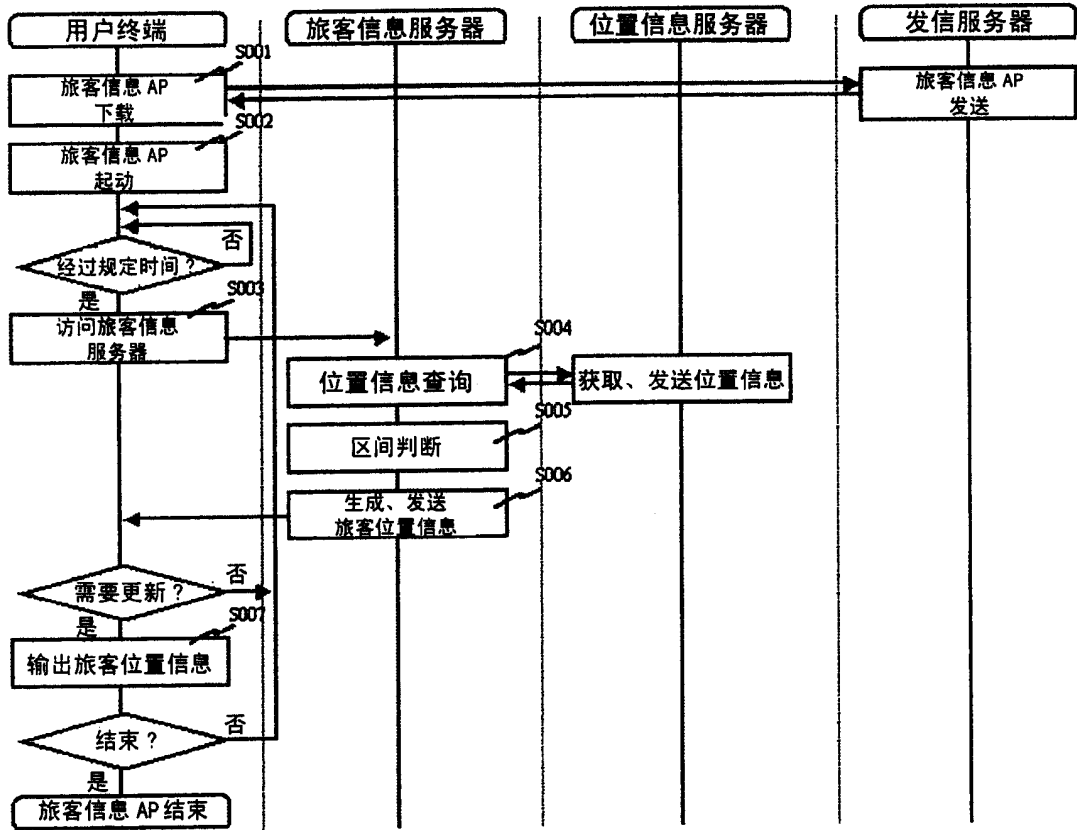 用户终端
旅客信息服务器
位置信息服务器
发信服务器
S001
旅客信息 AP
下载
旅客信息 AP
发送
S002
旅客信息 AP
起动
否
经过规定时间？
是
S003
访问旅客信息
服务器
S004
位置信息查询
获取、发送位置信息
S005
区间判断
S006
生成、发送
旅客位置信息
需要更新？
否
是
S007
输出旅客位置信息
结束？
否
是
旅客信息 AP 结束